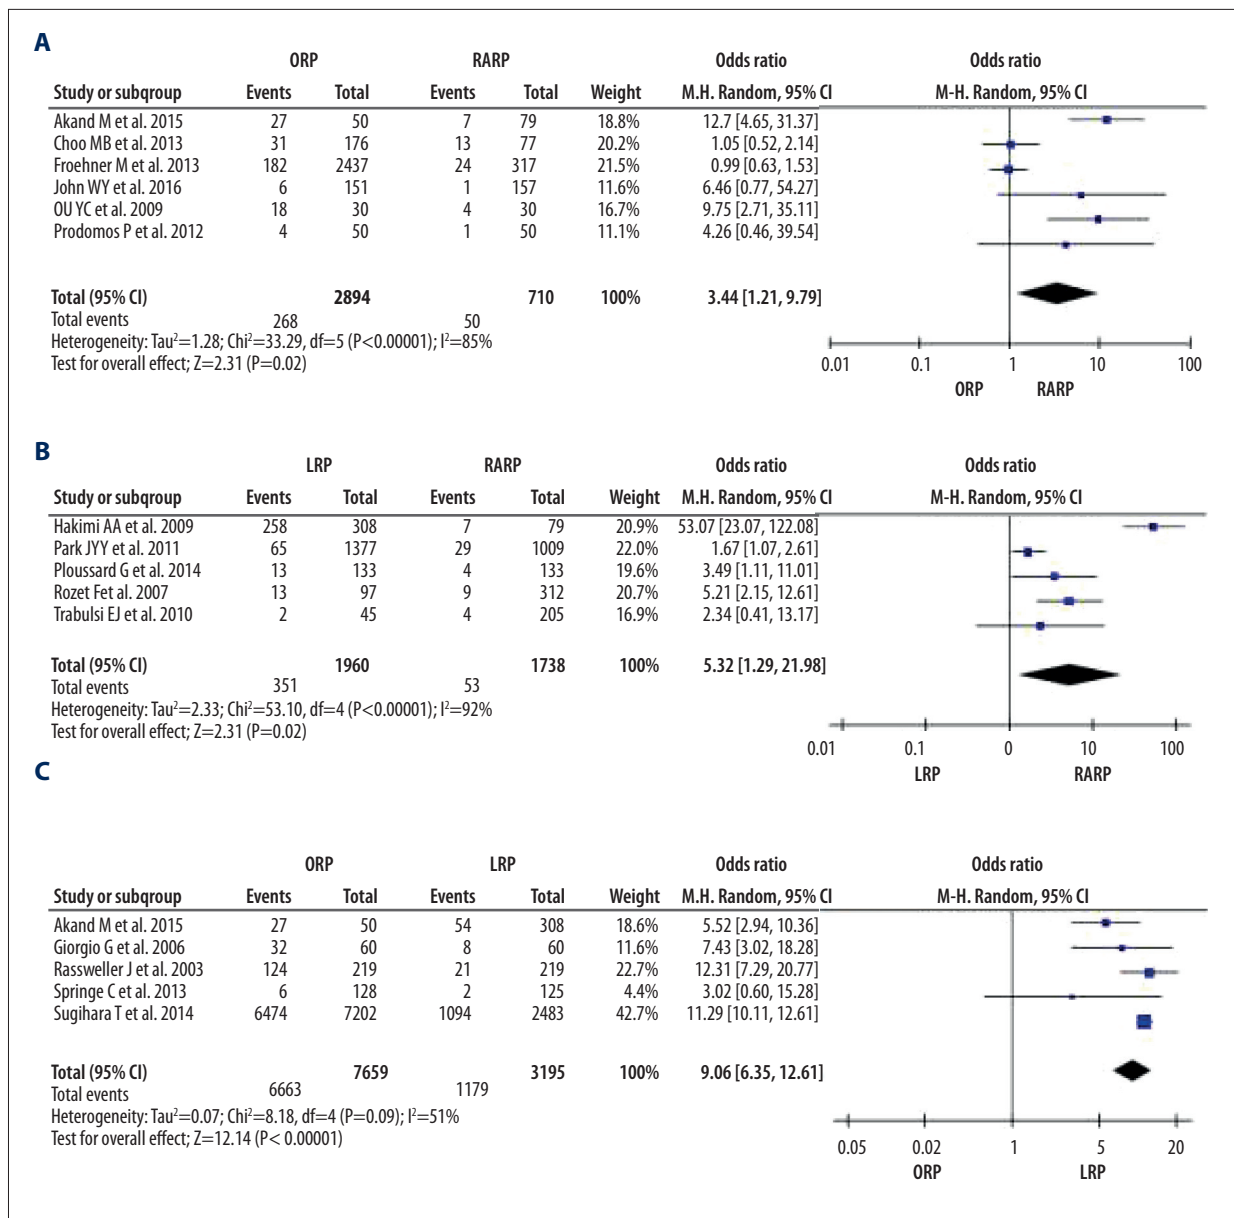 A
ORP RARP Odds ratio Odds ratio
Study or subgroup Events Total Events Total Weight M.H. Random, 95% CI M-H. Random, 95% CI
Akand M et al. 2015 27 50 7 79 18.8% 12.7 [4.65, 31.37]
Choo MB et al. 2013 31 176 13 77 20.2% 1.05 [0.52, 2.14]
Froehner M et al. 2013 182 2437 24 317 21.5% 0.99 [0.63, 1.53]
John WY et al. 2016 6 151 1 157 11.6% 6.46 [0.77, 54.27]
OU YC et al. 2009 18 30 4 30 16.7% 9.75 [2.71, 35.11]
Prodomos P et al. 2012 4 50 1 50 11.1% 4.26 [0.46, 39.54]
Total (95% CI) 2894 710 100% 3.44 [1.21, 9.79]
Total events 268 50
Heterogeneity: Tau²=1.28; Chi²=33.29, df=5 (P<0.00001); I²=85%
Test for overall effect; Z=2.31 (P=0.02)
0.01 0.1 1 10 100
ORP RARP
B
LRP RARP Odds ratio Odds ratio
Study or subqroup Events Total Events Total Weight M.H. Random, 95% CI M-H. Random, 95% CI
Hakimi AA et al. 2009 258 308 7 79 20.9% 53.07 [23.07, 122.08]
Park JYY et al. 2011 65 1377 29 1009 22.0% 1.67 [1.07, 2.61]
Ploussard G et al. 2014 13 133 4 133 19.6% 3.49 [1.11, 11.01]
Rozet Fet al. 2007 13 97 9 312 20.7% 5.21 [2.15, 12.61]
Trabulsi EJ et al. 2010 2 45 4 205 16.9% 2.34 [0.41, 13.17]
Total (95% CI) 1960 1738 100% 5.32 [1.29, 21.98]
Total events 351 53
Heterogeneity: Tau²=2.33; Chi²=53.10, df=4 (P<0.00001); I²=92%
Test for overall effect; Z=2.31 (P=0.02)
0.01 0.1 0 10 100
LRP RARP
C
ORP LRP Odds ratio Odds ratio
Study or subqroup Events Total Events Total Weight M.H. Random, 95% CI M-H. Random, 95% CI
Akand M et al. 2015 27 50 54 308 18.6% 5.52 [2.94, 10.36]
Giorgio G et al. 2006 32 60 8 60 11.6% 7.43 [3.02, 18.28]
Rassweller J et al. 2003 124 219 21 219 22.7% 12.31 [7.29, 20.77]
Springe C et al. 2013 6 128 2 125 4.4% 3.02 [0.60, 15.28]
Sugihara T et al. 2014 6474 7202 1094 2483 42.7% 11.29 [10.11, 12.61]
Total (95% CI) 7659 3195 100% 9.06 [6.35, 12.61]
Total events 6663 1179
Heterogeneity: Tau²=0.07; Chi²=8.18, df=4 (P=0.09); I²=51%
Test for overall effect; Z=12.14 (P< 0.00001)
0.05 0.02 1 5 20
ORP LRP